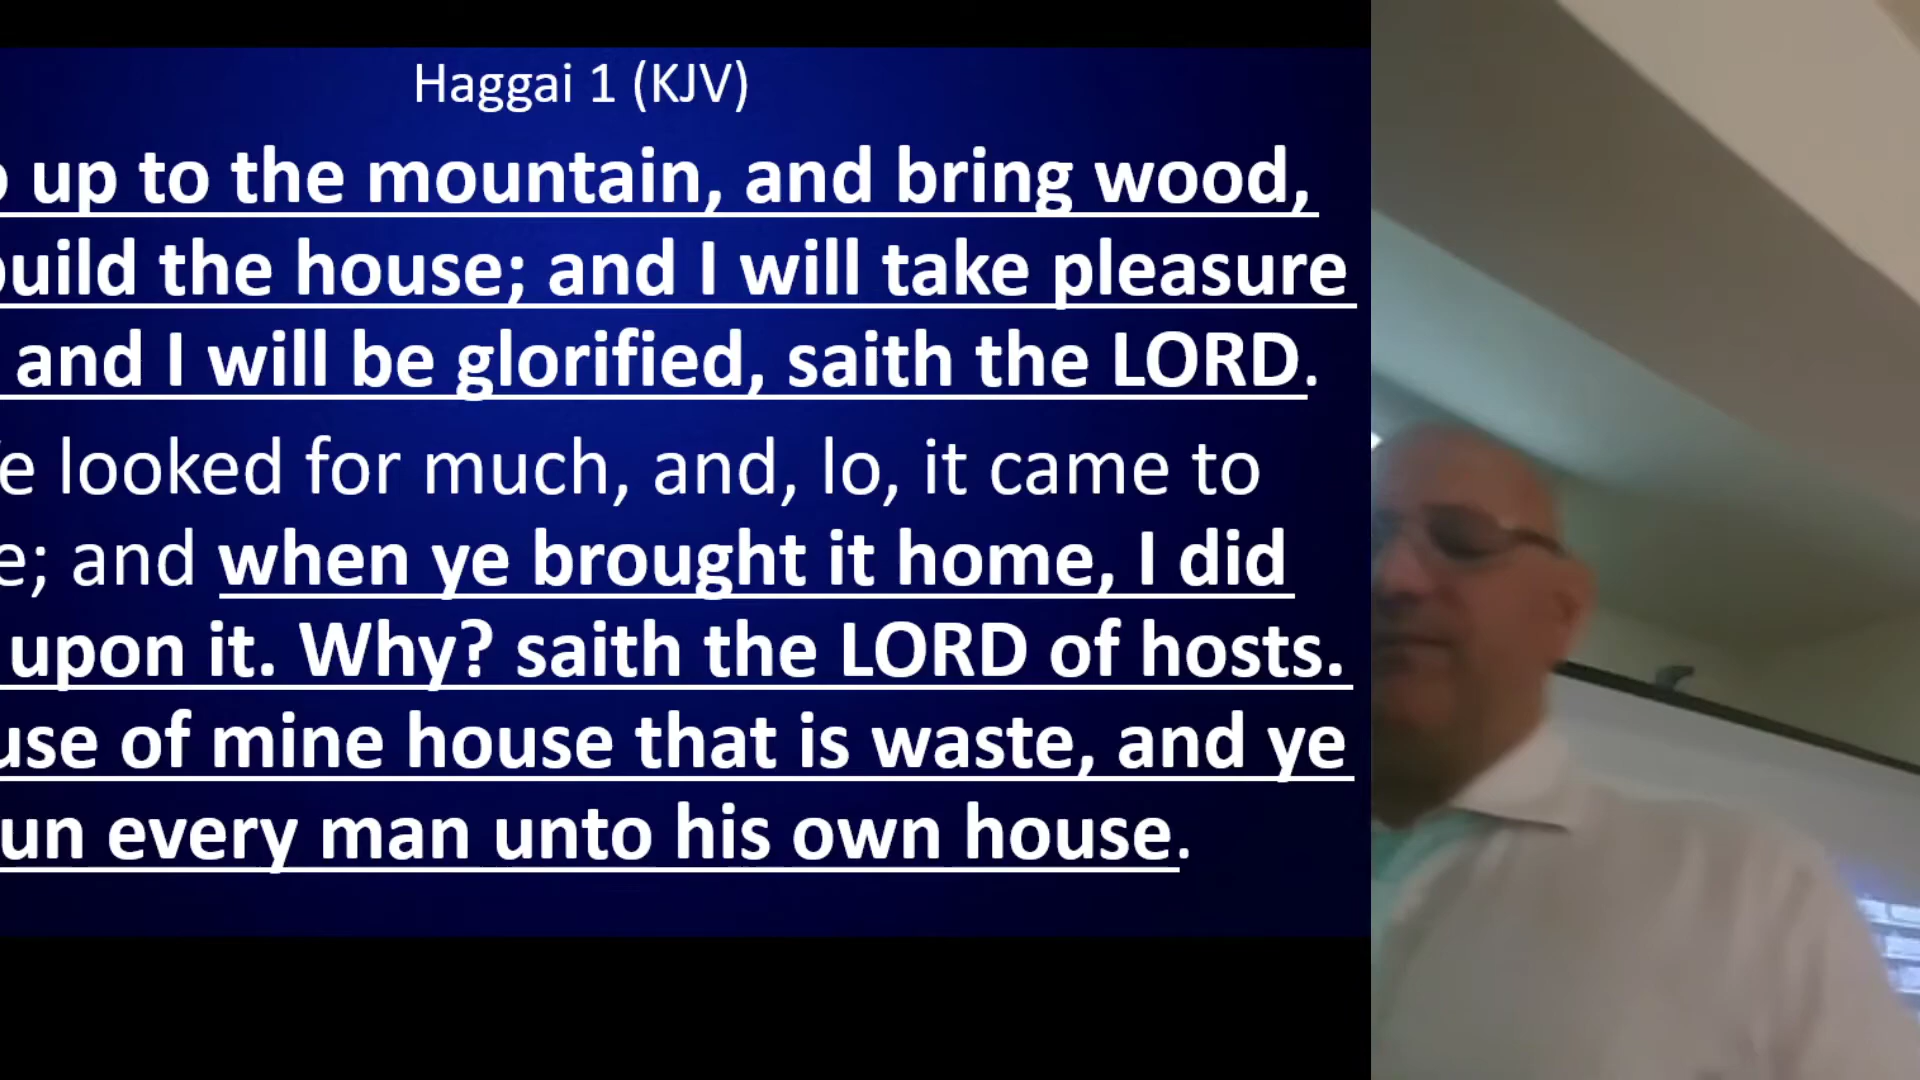 Haggai 1 (KJV)
up to the mountain, and bring wood,
build the house; and I will take pleasure
and I will be glorified, saith the LORD.
looked for much, and, lo, it came to
and when ye brought it home, I did
upon it. Why? saith the LORD of hosts.
of mine house that is waste, and ye
every man unto his own house.